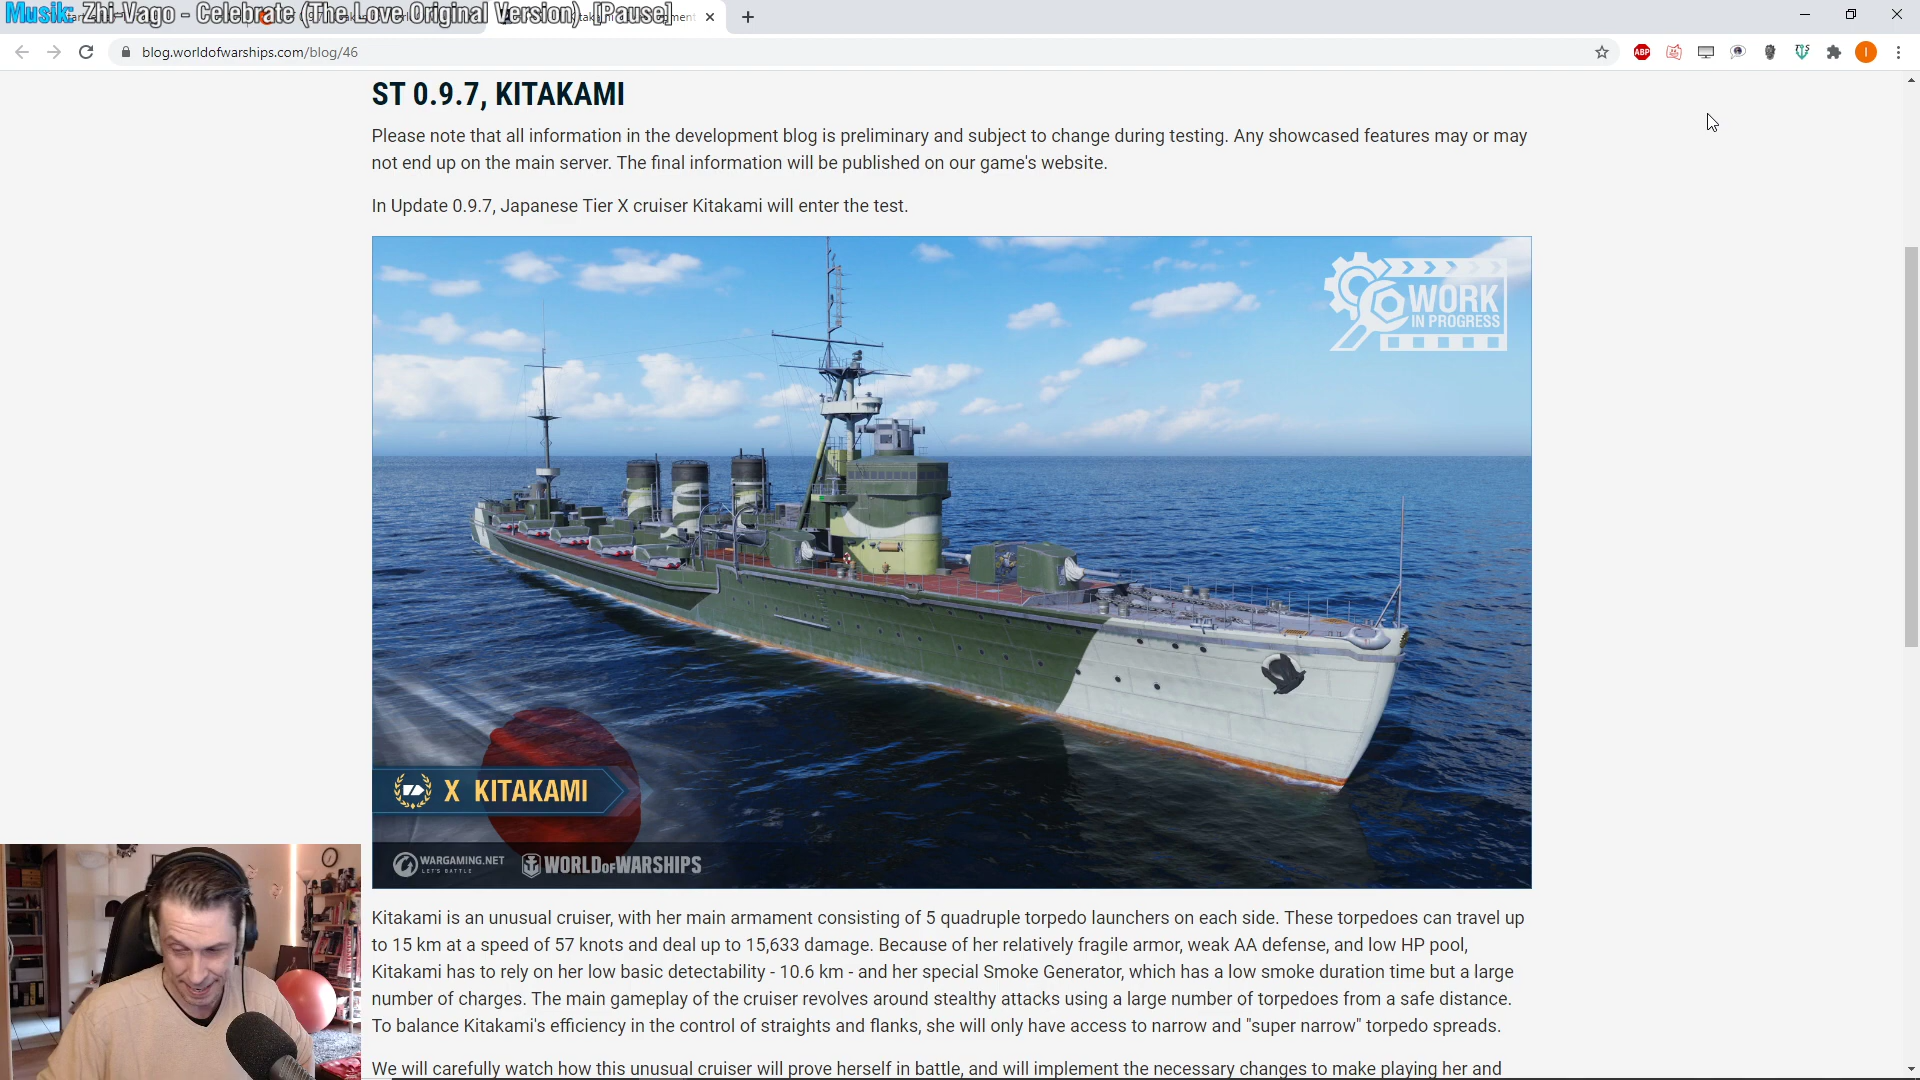 Musik: Zhi-Vago - Celebrate (The Love Original Version) [Pause]
blog.worldofwarships.com/blog/46
ABP
I
ST 0.9.7, KITAKAMI
Please note that all information in the development blog is preliminary and subject to change during testing. Any showcased features may or may
not end up on the main server. The final information will be published on our game's website.
In Update 0.9.7, Japanese Tier X cruiser Kitakami will enter the test.
WORK
IN PROGRESS
X KITAKAMI
WARGAMING.NET
LET'S BATTLE
WORLD OF WARSHIPS
Kitakami is an unusual cruiser, with her main armament consisting of 5 quadruple torpedo launchers on each side. These torpedoes can travel up
to 15 km at a speed of 57 knots and deal up to 15,633 damage. Because of her relatively fragile armor, weak AA defense, and low HP pool,
Kitakami has to rely on her low basic detectability - 10.6 km - and her special Smoke Generator, which has a low smoke duration time but a large
number of charges. The main gameplay of the cruiser revolves around stealthy attacks using a large number of torpedoes from a safe distance.
To balance Kitakami's efficiency in the control of straights and flanks, she will only have access to narrow and "super narrow" torpedo spreads.
We will carefully watch how this unusual cruiser will prove herself in battle, and will implement the necessary changes to make playing her and